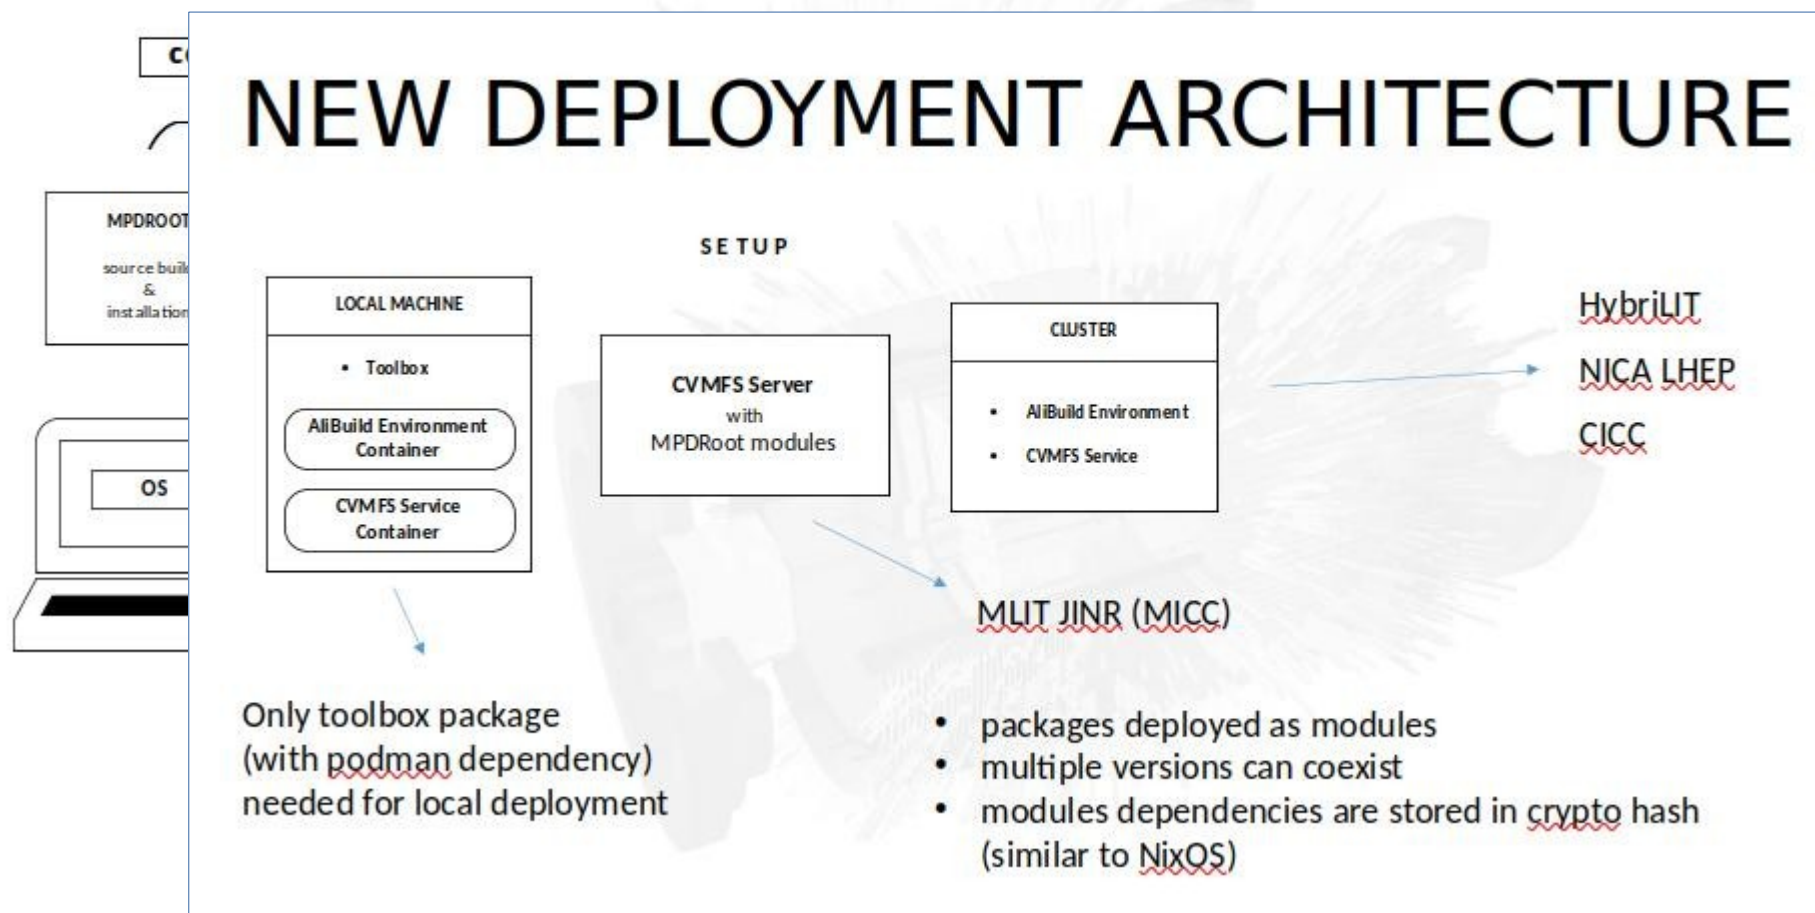 NEW DEPLOYMENT ARCHITECTURE
MPDROOT
source build
&
installation
OS
SETUP
LOCAL MACHINE
• Toolbox
AliBuild Environment
Container
CVMFS Service
Container
CVMFS Server
with
MPDRoot modules
CLUSTER
• AliBuild Environment
• CVMFS Service
HybriLIT
NICA LHEP
CICC
MLIT JINR (MICC)
Only toolbox package
(with podman dependency)
needed for local deployment
• packages deployed as modules
• multiple versions can coexist
• modules dependencies are stored in crypto hash
(similar to NixOS)